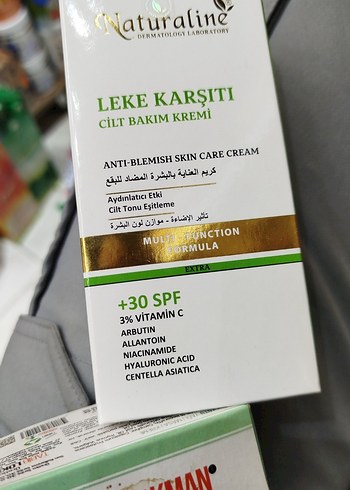 Naturaline
DERMATOLOGY LABORATORY
LEKE KARŞITI
CİLT BAKIM KREMİ
ANTI-BLEMISH SKIN CARE CREAM
كريم العناية بالبشرة المضاد للبقع
Aydınlatıcı Etki
Cilt Tonu Eşitleme
تأثير الإضاءة - موازن لون البشرة
FORMULA
EXTRA
+30 SPF
3% VİTAMİN C
ARBUTIN
ALLANTOIN
NIACINAMIDE
HYALURONIC ACID
CENTELLA ASIATICA